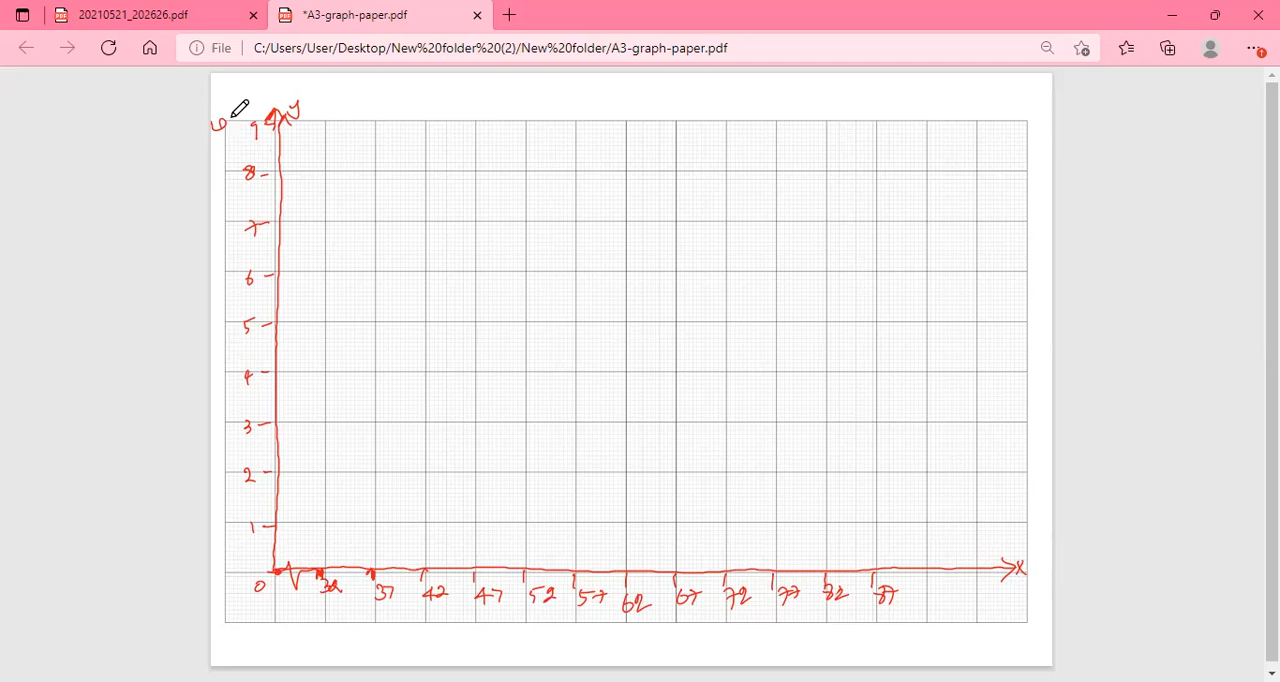 20210521_202626.pdf
*A3-graph-paper.pdf
File
C:/Users/User/Desktop/New%20folder%20(2)/New%20folder/A3-graph-paper.pdf
y
9
8
7
6
5
4
3
2
1
0 32 37 42 47 52 57 62 67 72 77 82 87
x